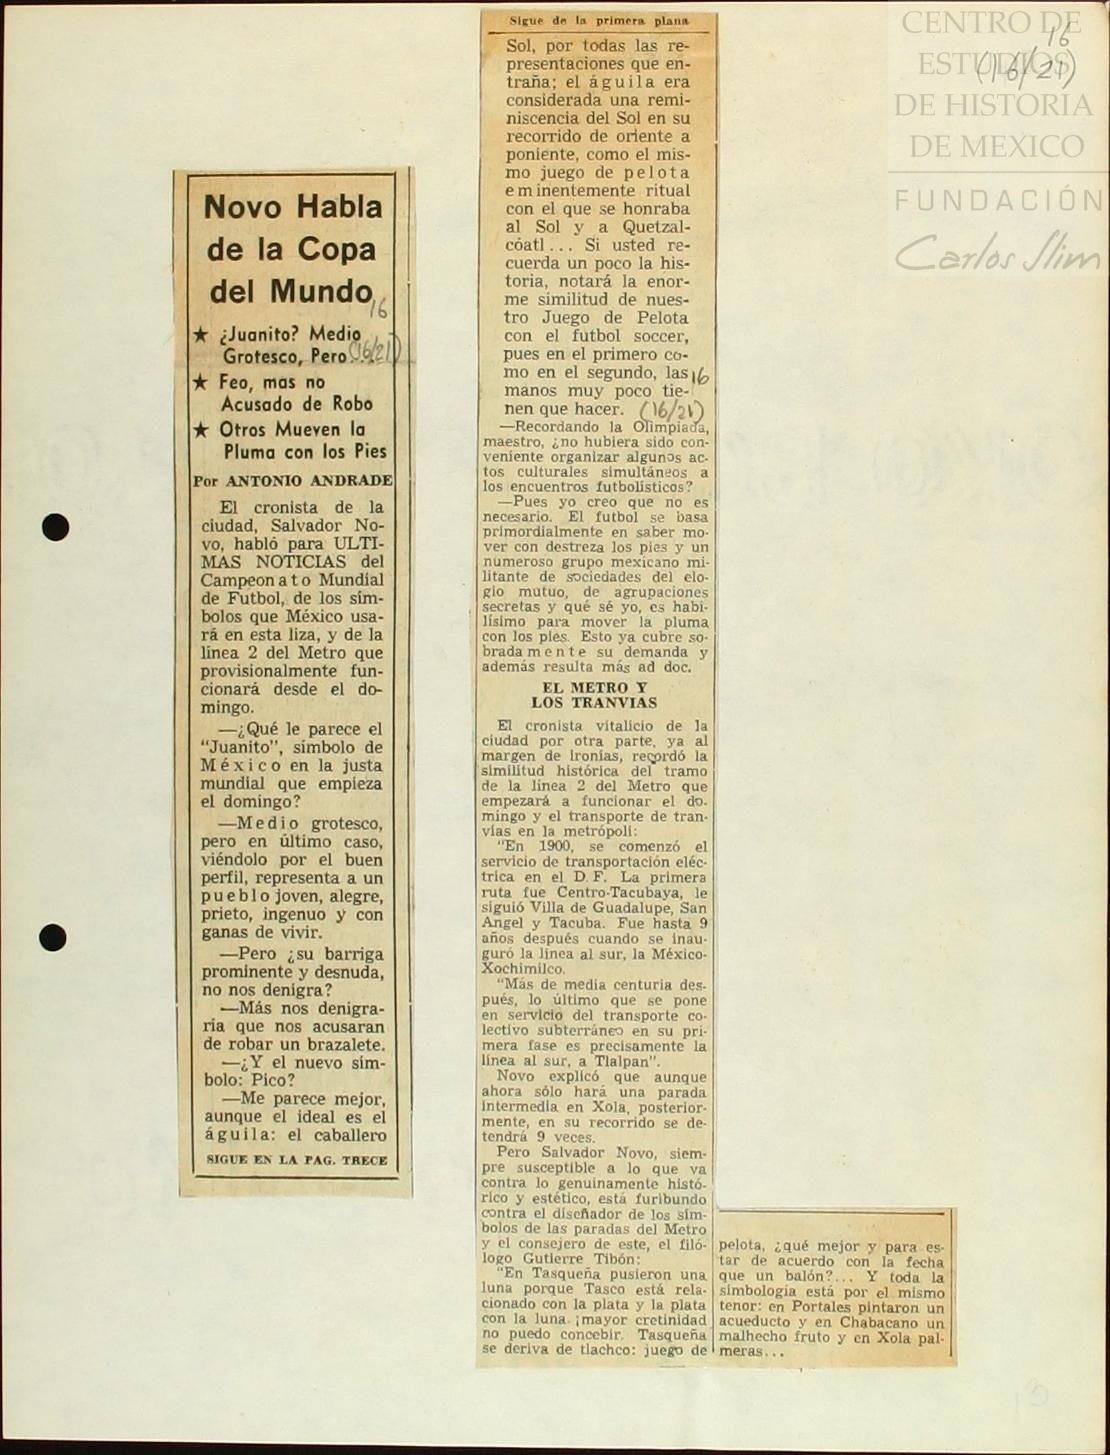 CENTRO DE
ESTUDIOS
DE HISTORIA
DE MEXICO
FUNDACIÓN
Carlos Slim
16
(16/21)
Novo Habla
de la Copa
del Mundo
16
(16/21)
★ ¿Juanito? Medio
Grotesco, Pero....
★ Feo, mas no
Acusado de Robo
★ Otros Mueven la
Pluma con los Pies
Por ANTONIO ANDRADE
El cronista de la
ciudad, Salvador No-
vo, habló para ULTI-
MAS NOTICIAS del
Campeonato Mundial
de Futbol, de los sím-
bolos que México usa-
rá en esta liza, y de la
línea 2 del Metro que
provisionalmente fun-
cionará desde el do-
mingo.
—¿Qué le parece el
"Juanito", símbolo de
México en la justa
mundial que empieza
el domingo?
—Medio grotesco,
pero en último caso,
viéndolo por el buen
perfil, representa a un
pueblo joven, alegre,
prieto, ingenuo y con
ganas de vivir.
—Pero ¿su barriga
prominente y desnuda,
no nos denigra?
—Más nos denigra-
ría que nos acusaran
de robar un brazalete.
—¿Y el nuevo sím-
bolo: Pico?
—Me parece mejor,
aunque el ideal es el
águila: el caballero
SIGUE EN LA PAG. TRECE
Sigue de la primera plana
Sol, por todas las re-
presentaciones que en-
traña; el águila era
considerada una remi-
niscencia del Sol en su
recorrido de oriente a
poniente, como el mis-
mo juego de pelota
eminentemente ritual
con el que se honraba
al Sol y a Quetzal-
cóatl... Si usted re-
cuerda un poco la his-
toria, notará la enor-
me similitud de nues-
tro Juego de Pelota
con el futbol soccer,
pues en el primero co-
mo en el segundo, las
manos muy poco tie-
nen que hacer.
16
(16/21)
—Recordando la Olimpiada,
maestro, ¿no hubiera sido con-
veniente organizar algunos ac-
tos culturales simultáneos a
los encuentros futbolísticos?
—Pues yo creo que no es
necesario. El futbol se basa
primordialmente en saber mo-
ver con destreza los pies y un
numeroso grupo mexicano mi-
litante de sociedades del elo-
gio mutuo, de agrupaciones
secretas y qué sé yo, es habi-
lísimo para mover la pluma
con los pies. Esto ya cubre so-
bradamente su demanda y
además resulta más ad doc.
EL METRO Y
LOS TRANVIAS
El cronista vitalicio de la
ciudad por otra parte, ya al
margen de ironías, recordó la
similitud histórica del tramo
de la línea 2 del Metro que
empezará a funcionar el do-
mingo y el transporte de tran-
vías en la metrópoli:
"En 1900, se comenzó el
servicio de transportación eléc-
trica en el D. F. La primera
ruta fue Centro-Tacubaya, le
siguió Villa de Guadalupe, San
Angel y Tacuba. Fue hasta 9
años después cuando se inau-
guró la línea al sur, la México-
Xochimilco.
"Más de media centuria des-
pués, lo último que se pone
en servicio del transporte co-
lectivo subterráneo en su pri-
mera fase es precisamente la
línea al sur, a Tlalpan".
Novo explicó que aunque
ahora sólo hará una parada
intermedia en Xola, posterior-
mente, en su recorrido se de-
tendrá 9 veces.
Pero Salvador Novo, siem-
pre susceptible a lo que va
contra lo genuinamente histó-
rico y estético, está furibundo
contra el diseñador de los sím-
bolos de las paradas del Metro
y el consejero de este, el filó-
logo Gutierre Tibón:
"En Tasqueña pusieron una
luna porque Tasco está rela-
cionado con la plata y la plata
con la luna. ¡mayor cretinidad
no puedo concebir. Tasqueña
se deriva de tlachco: juego de
pelota, ¿qué mejor y para es-
tar de acuerdo con la fecha
que un balón?... Y toda la
simbología está por el mismo
tenor: en Portales pintaron un
acueducto y en Chabacano un
malhecho fruto y en Xola pal-
meras...